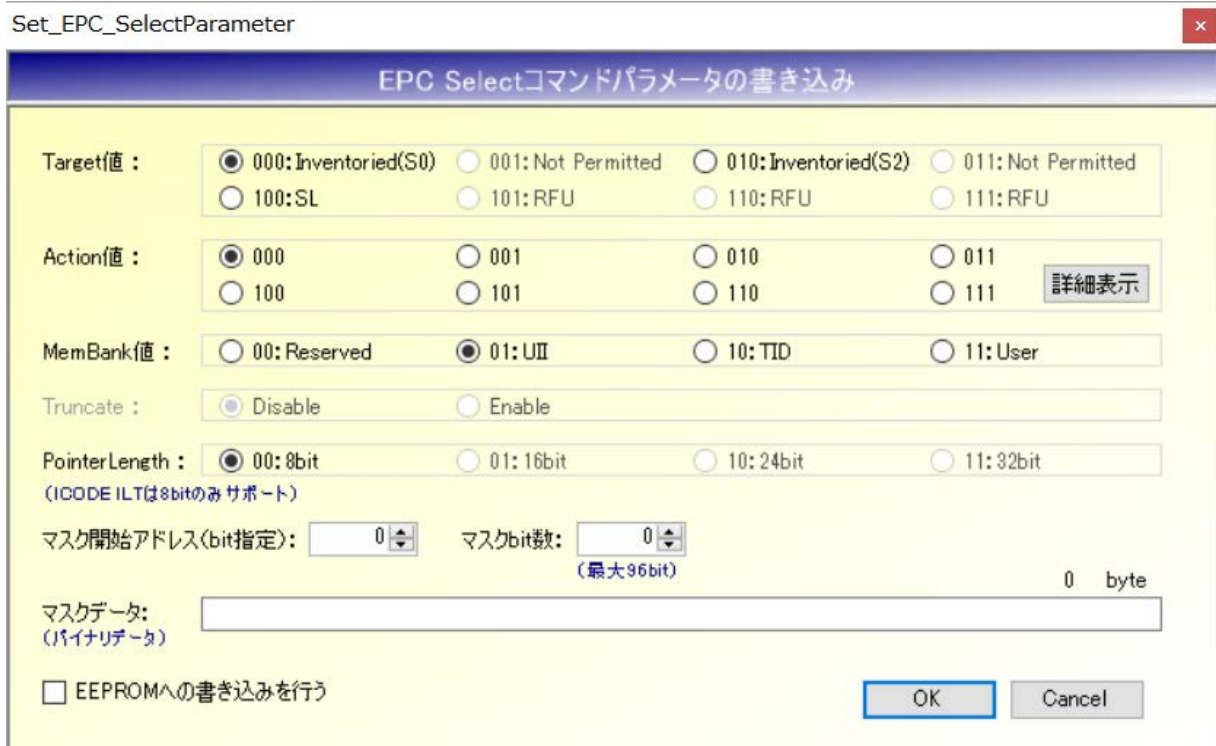 Set_EPC_SelectParameter
EPC Selectコマンドパラメータの書き込み
Target値： 000:Inventoried(S0) 001:Not Permitted 010:Inventoried(S2) 011:Not Permitted
100:SL 101:RFU 110:RFU 111:RFU
Action値： 000 001 010 011
100 101 110 111 詳細表示
MemBank値： 00:Reserved 01:UII 10:TID 11:User
Truncate： Disable Enable
PointerLength： 00:8bit 01:16bit 10:24bit 11:32bit
（ICODE ILTは8bitのみサポート）
マスク開始アドレス(bit指定): 0 マスクbit数: 0
（最大96bit）
0 byte
マスクデータ:
（バイナリデータ）
EEPROMへの書き込みを行う OK Cancel